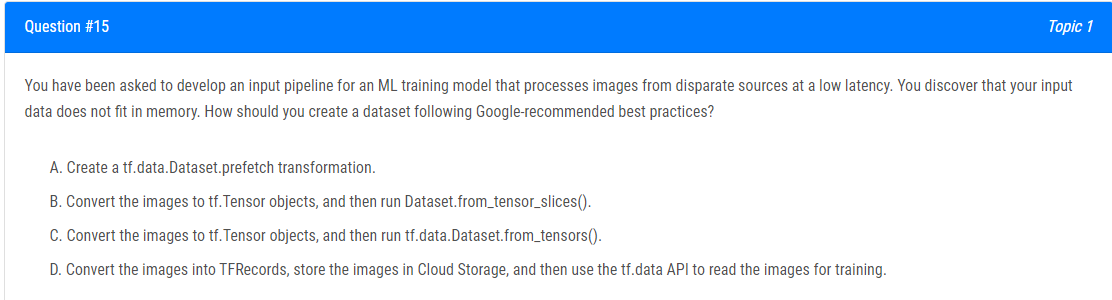 Question #15
Topic 1
You have been asked to develop an input pipeline for an ML training model that processes images from disparate sources at a low latency. You discover that your input
data does not fit in memory. How should you create a dataset following Google-recommended best practices?
A. Create a tf.data.Dataset.prefetch transformation.
B. Convert the images to tf.Tensor objects, and then run Dataset.from_tensor_slices().
C. Convert the images to tf.Tensor objects, and then run tf.data.Dataset.from_tensors().
D. Convert the images into TFRecords, store the images in Cloud Storage, and then use the tf.data API to read the images for training.